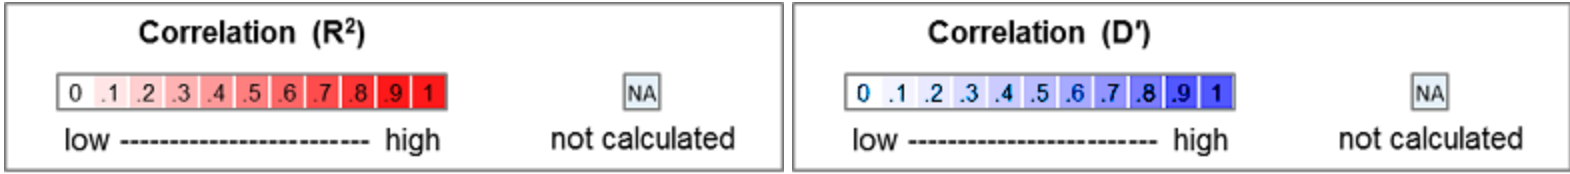 Correlation (R²)
0 .1 .2 .3 .4 .5 .6 .7 .8 .9 1 NA
low ------------------------- high not calculated
Correlation (D′)
0 .1 .2 .3 .4 .5 .6 .7 .8 .9 1 NA
low ------------------------- high not calculated